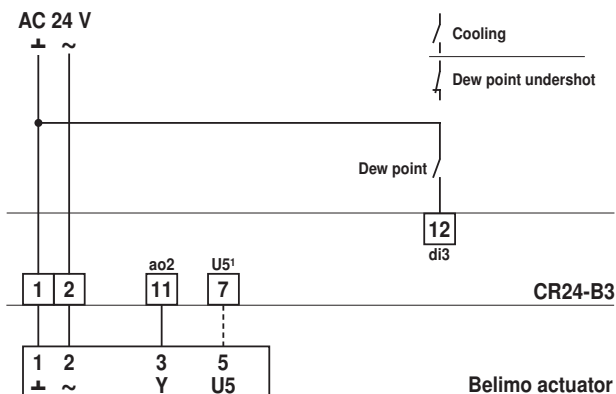 AC 24 V
⊥ ~
Cooling
Dew point undershot
Dew point
12
di3
ao2 U5¹
1 2 11 7
CR24-B3
1 2 3 5
⊥ ~ Y U5
Belimo actuator